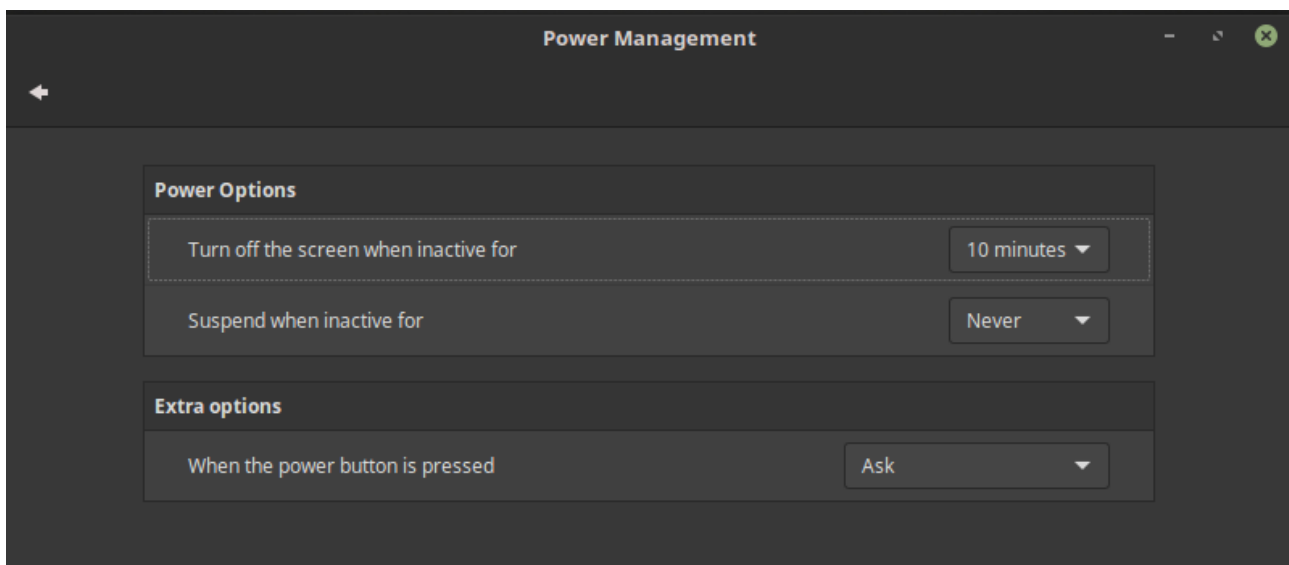 Power Management
Power Options
Turn off the screen when inactive for 10 minutes
Suspend when inactive for Never
Extra options
When the power button is pressed Ask